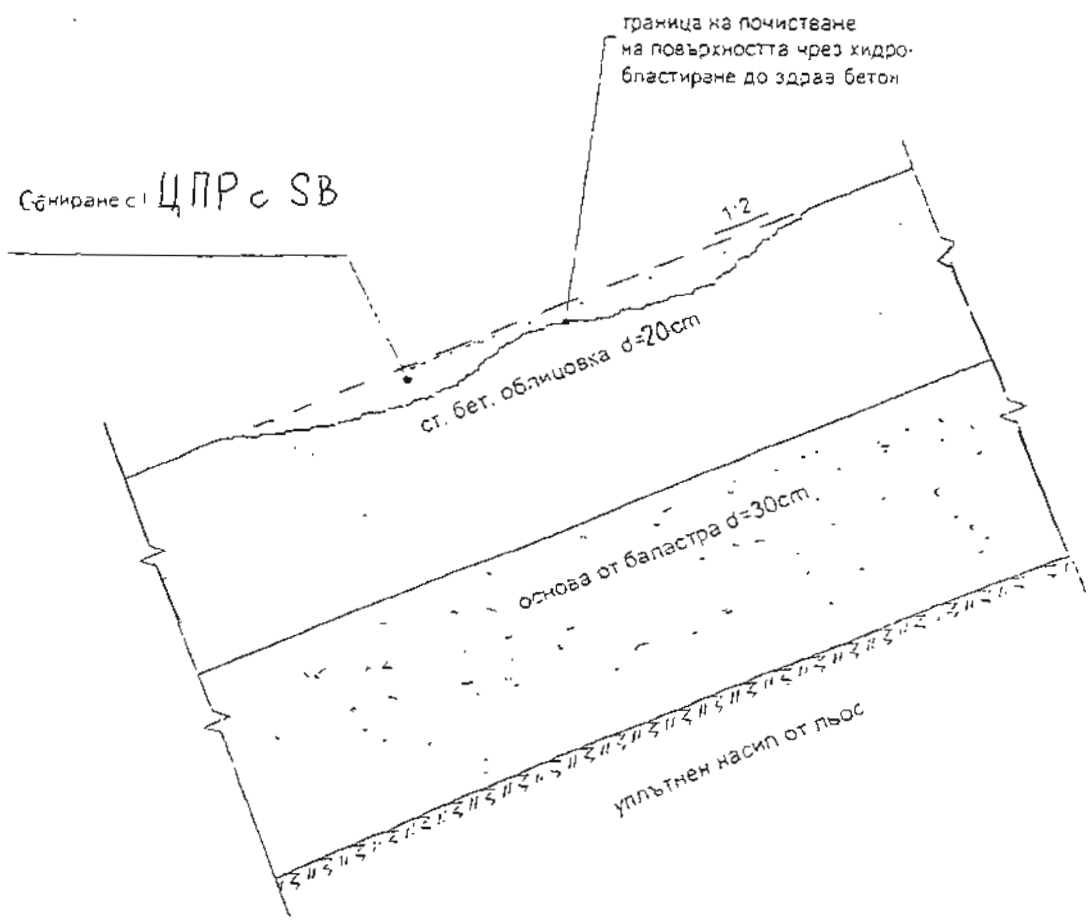 граница на почистване
на повърхността чрез хидро-
бластиране до здрав бетон
Саниране с ЦПР с SB
1:2
ст. бет. облицовка d=20cm
основа от баластра d=30cm
уплътнен насип от льос